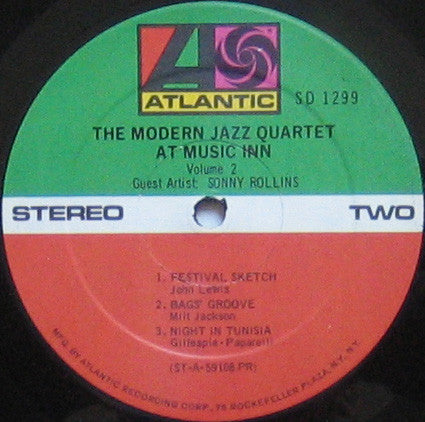 ATLANTIC
SD 1299
THE MODERN JAZZ QUARTET
AT MUSIC INN
Volume 2
Guest Artist: SONNY ROLLINS
STEREO
TWO
1. FESTIVAL SKETCH
John Lewis
2. BAGS' GROOVE
Milt Jackson
3. NIGHT IN TUNISIA
Gillespie - Paparelli
(ST-A-59106 PR)
MFG. BY ATLANTIC RECORDING CORP., 75 ROCKEFELLER PLAZA, N.Y., N.Y.